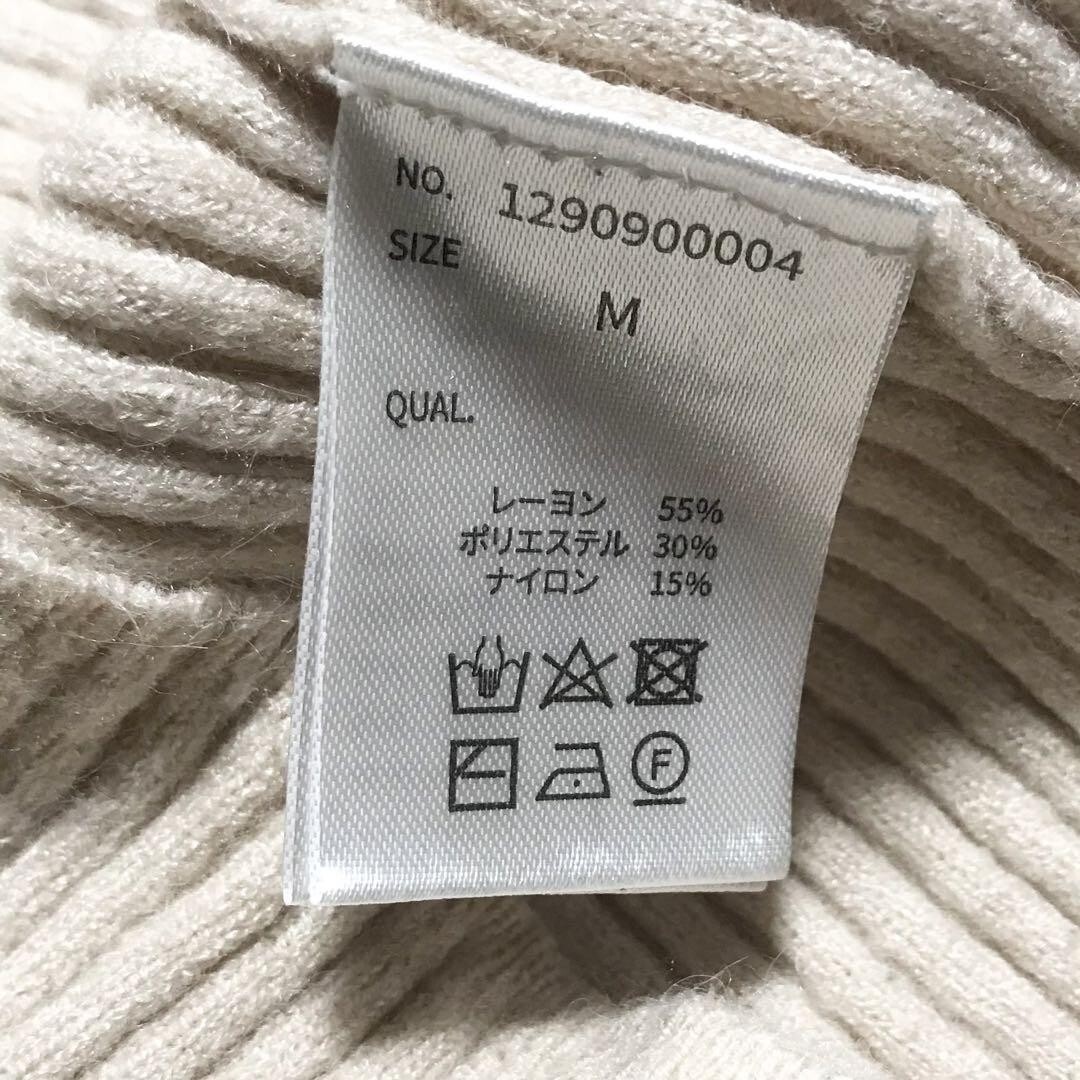 NO. 1290900004
SIZE
M
QUAL.
レーヨン 55%
ポリエステル 30%
ナイロン 15%
F